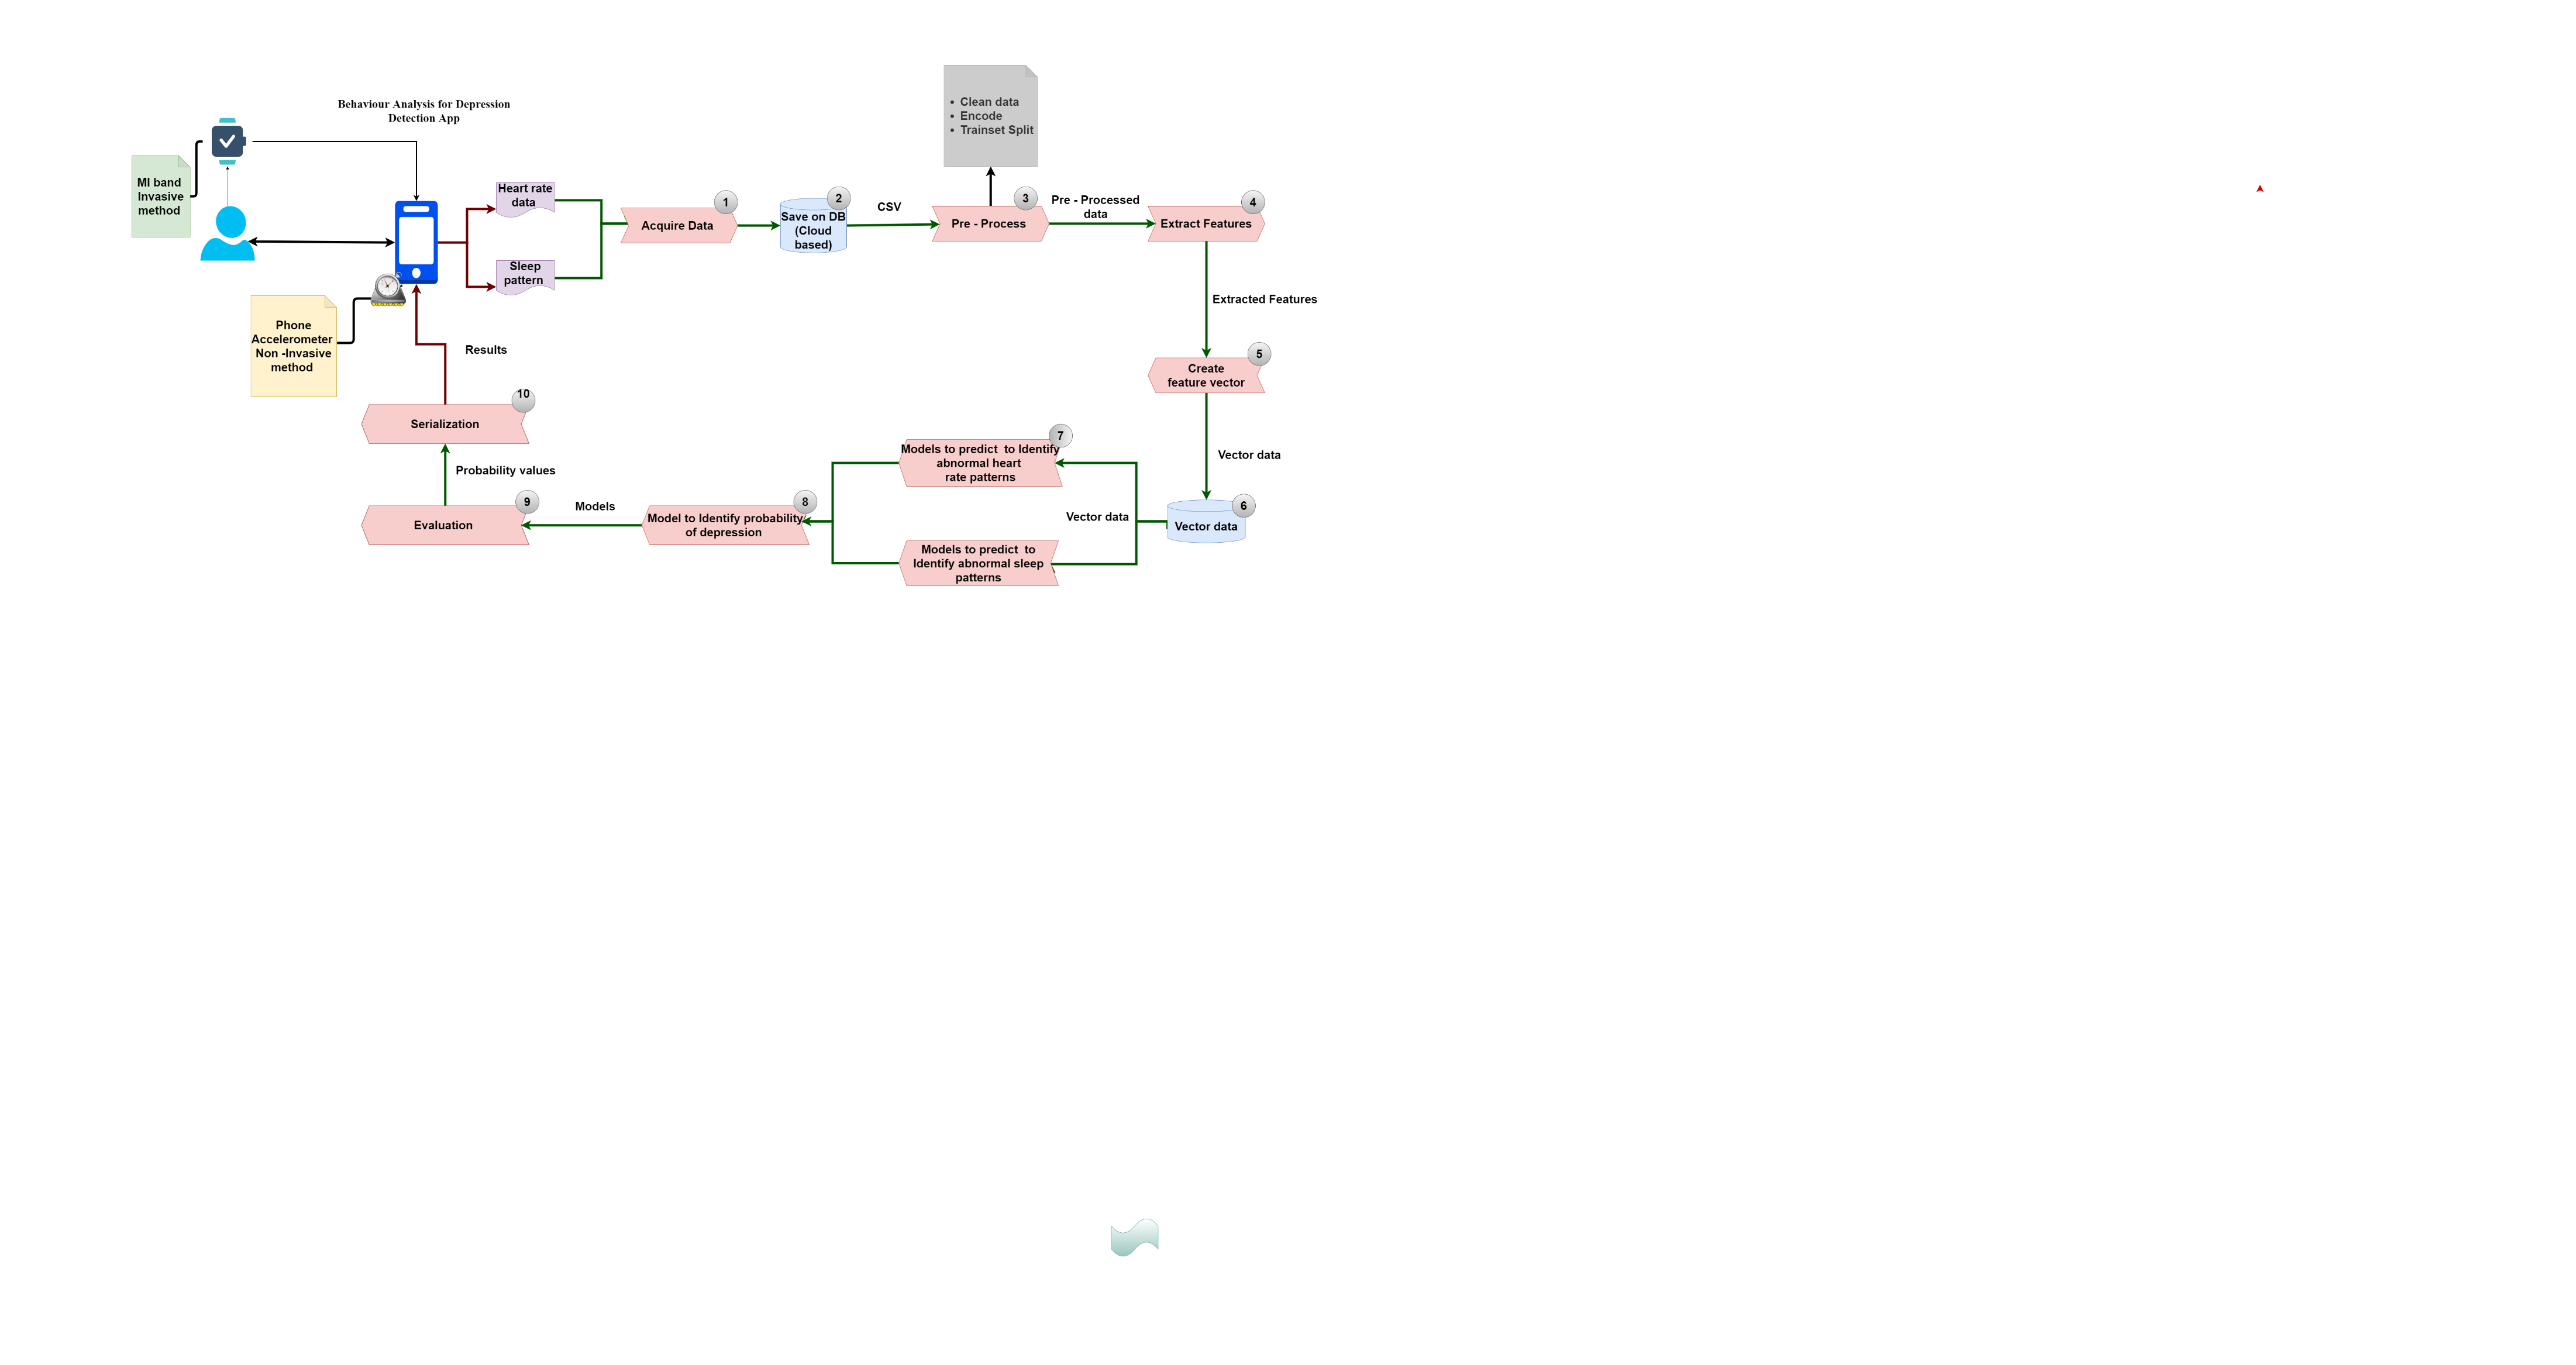 Behaviour Analysis for Depression
Detection App
MI band
Invasive
method
Phone
Accelerometer
Non -Invasive
method
Heart rate
data
Sleep
pattern
1
Acquire Data
2
Save on DB
(Cloud
based)
CSV
• Clean data
• Encode
• Trainset Split
3
Pre - Process
Pre - Processed
data
4
Extract Features
Extracted Features
5
Create
feature vector
Vector data
6
Vector data
Vector data
7
Models to predict  to Identify
abnormal heart
rate patterns
Models to predict  to
Identify abnormal sleep
patterns
8
Model to Identify probability
of depression
Models
9
Evaluation
Probability values
10
Serialization
Results